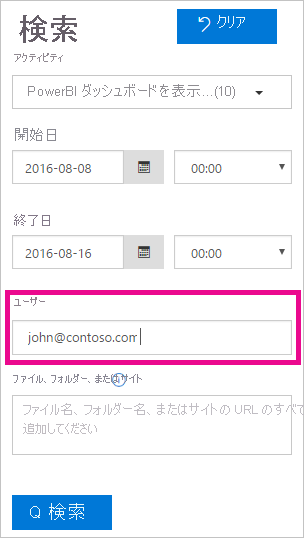 検索
クリア
アクティビティ
PowerBI ダッシュボードを表示...(10)
開始日
2016-08-08
00:00
終了日
2016-08-16
00:00
ユーザー
john@contoso.com
ファイル、フォルダー、またはサイト
ファイル名、フォルダー名、またはサイトの URL のすべて
追加してください
検索